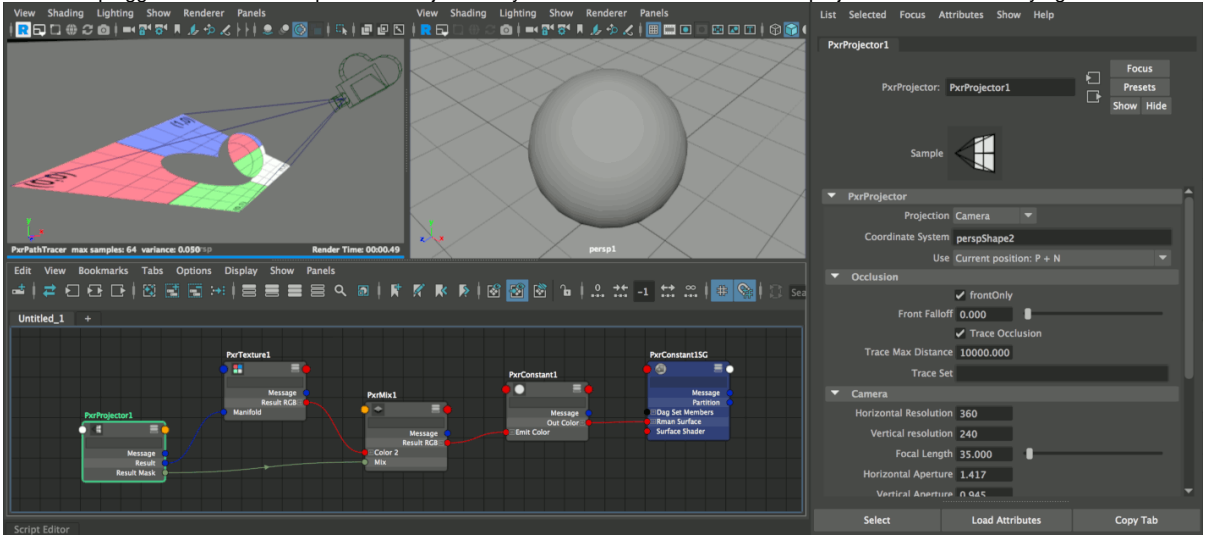 View Shading Lighting Show Renderer Panels
View Shading Lighting Show Renderer Panels
List Selected Focus Attributes Show Help
PxrProjector1
PxrProjector: PxrProjector1
Focus
Presets
Show Hide
Sample
(1,0)
(0,0)
y
PxrPathTracer max samples: 64 variance: 0.050
Render Time: 00:00.49
persp1
PxrProjector
Projection Camera
Coordinate System perspShape2
Use Current position: P + N
Occlusion
frontOnly
Front Falloff 0.000
Trace Occlusion
Trace Max Distance 10000.000
Trace Set
Camera
Horizontal Resolution 360
Vertical resolution 240
Focal Length 35.000
Horizontal Aperture 1.417
Vertical Aperture 0.945
Select Load Attributes Copy Tab
Edit View Bookmarks Tabs Options Display Show Panels
-1
Sea
Untitled_1 +
PxrProjector1
Message
Result
Result Mask
PxrTexture1
Message
Result RGB
Manifold
PxrMix1
Message
Result RGB
Color 2
Mix
PxrConstant1
Message
Out Color
Emit Color
PxrConstant1SG
Message
Partition
Dag Set Members
Rman Surface
Surface Shader
Script Editor